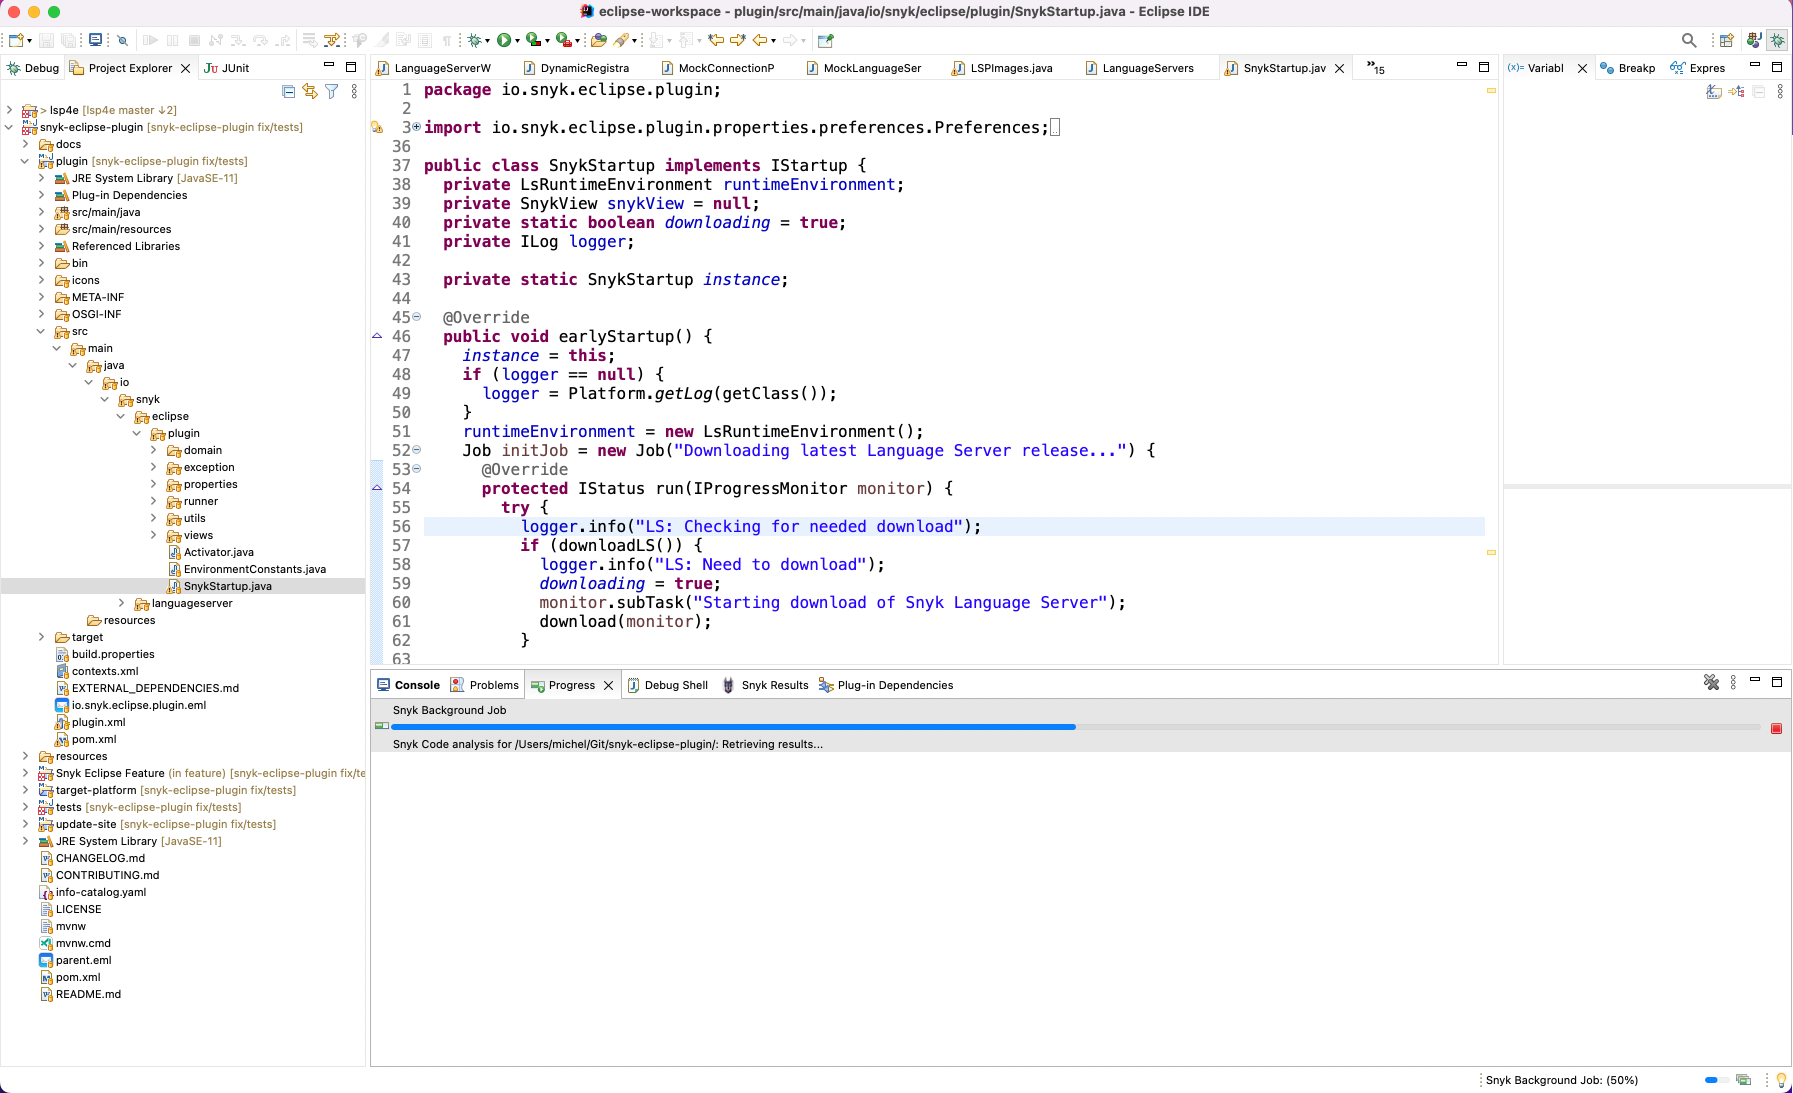 eclipse-workspace - plugin/src/main/java/io/snyk/eclipse/plugin/SnykStartup.java - Eclipse IDE
Debug
Project Explorer
JUnit
> lsp4e [lsp4e master ↓2]
snyk-eclipse-plugin [snyk-eclipse-plugin fix/tests]
docs
plugin [snyk-eclipse-plugin fix/tests]
JRE System Library [JavaSE-11]
Plug-in Dependencies
src/main/java
src/main/resources
Referenced Libraries
bin
icons
META-INF
OSGI-INF
src
main
java
io
snyk
eclipse
plugin
domain
exception
properties
runner
utils
views
Activator.java
EnvironmentConstants.java
SnykStartup.java
languageserver
resources
target
build.properties
contexts.xml
EXTERNAL_DEPENDENCIES.md
io.snyk.eclipse.plugin.eml
plugin.xml
pom.xml
resources
Snyk Eclipse Feature (in feature) [snyk-eclipse-plugin fix/te
target-platform [snyk-eclipse-plugin fix/tests]
tests [snyk-eclipse-plugin fix/tests]
update-site [snyk-eclipse-plugin fix/tests]
JRE System Library [JavaSE-11]
CHANGELOG.md
CONTRIBUTING.md
info-catalog.yaml
LICENSE
mvnw
mvnw.cmd
parent.eml
pom.xml
README.md
LanguageServerW
DynamicRegistra
MockConnectionP
MockLanguageSer
LSPImages.java
LanguageServers
SnykStartup.jav
»15
1 package io.snyk.eclipse.plugin;
2
3 import io.snyk.eclipse.plugin.properties.preferences.Preferences;
36
37 public class SnykStartup implements IStartup {
38 private LsRuntimeEnvironment runtimeEnvironment;
39 private SnykView snykView = null;
40 private static boolean downloading = true;
41 private ILog logger;
42
43 private static SnykStartup instance;
44
45 @Override
46 public void earlyStartup() {
47 instance = this;
48 if (logger == null) {
49 logger = Platform.getLog(getClass());
50 }
51 runtimeEnvironment = new LsRuntimeEnvironment();
52 Job initJob = new Job("Downloading latest Language Server release...") {
53 @Override
54 protected IStatus run(IProgressMonitor monitor) {
55 try {
56 logger.info("LS: Checking for needed download");
57 if (downloadLS()) {
58 logger.info("LS: Need to download");
59 downloading = true;
60 monitor.subTask("Starting download of Snyk Language Server");
61 download(monitor);
62 }
63
(x)= Variabl
Breakp
Expres
Console
Problems
Progress
Debug Shell
Snyk Results
Plug-in Dependencies
Snyk Background Job
Snyk Code analysis for /Users/michel/Git/snyk-eclipse-plugin/: Retrieving results...
Snyk Background Job: (50%)